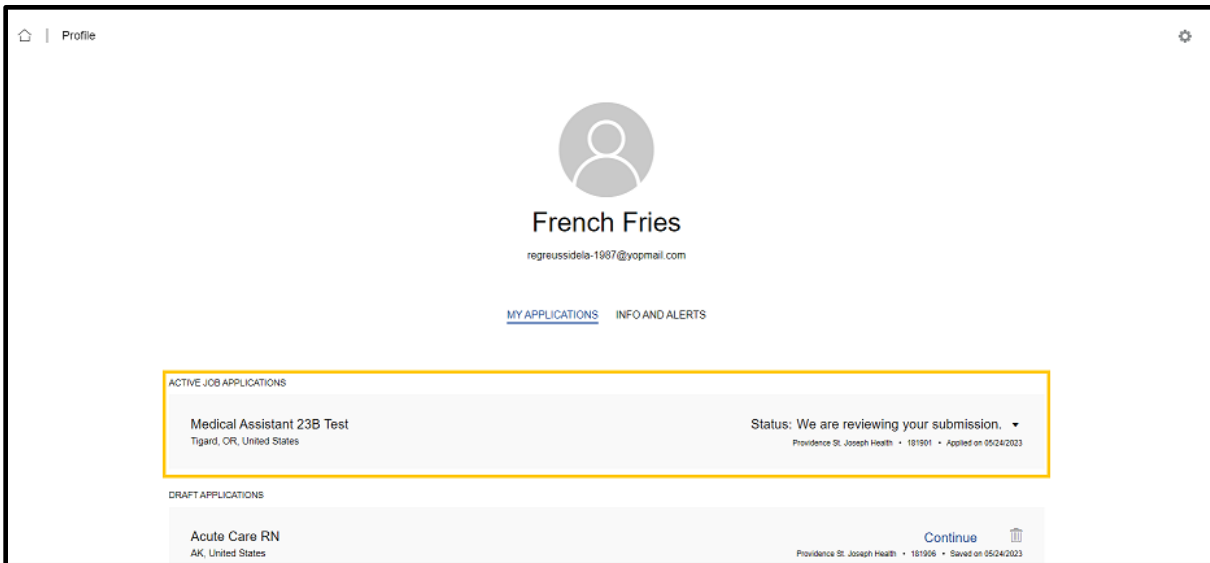 Profile
French Fries
regreussidela-1987@yopmail.com
MY APPLICATIONS INFO AND ALERTS
ACTIVE JOB APPLICATIONS
Medical Assistant 23B Test
Status: We are reviewing your submission.
Tigard, OR, United States
Providence St. Joseph Health • 181901 • Applied on 05/24/2023
DRAFT APPLICATIONS
Acute Care RN
Continue
AK, United States
Providence St. Joseph Health • 181906 • Saved on 05/24/2023